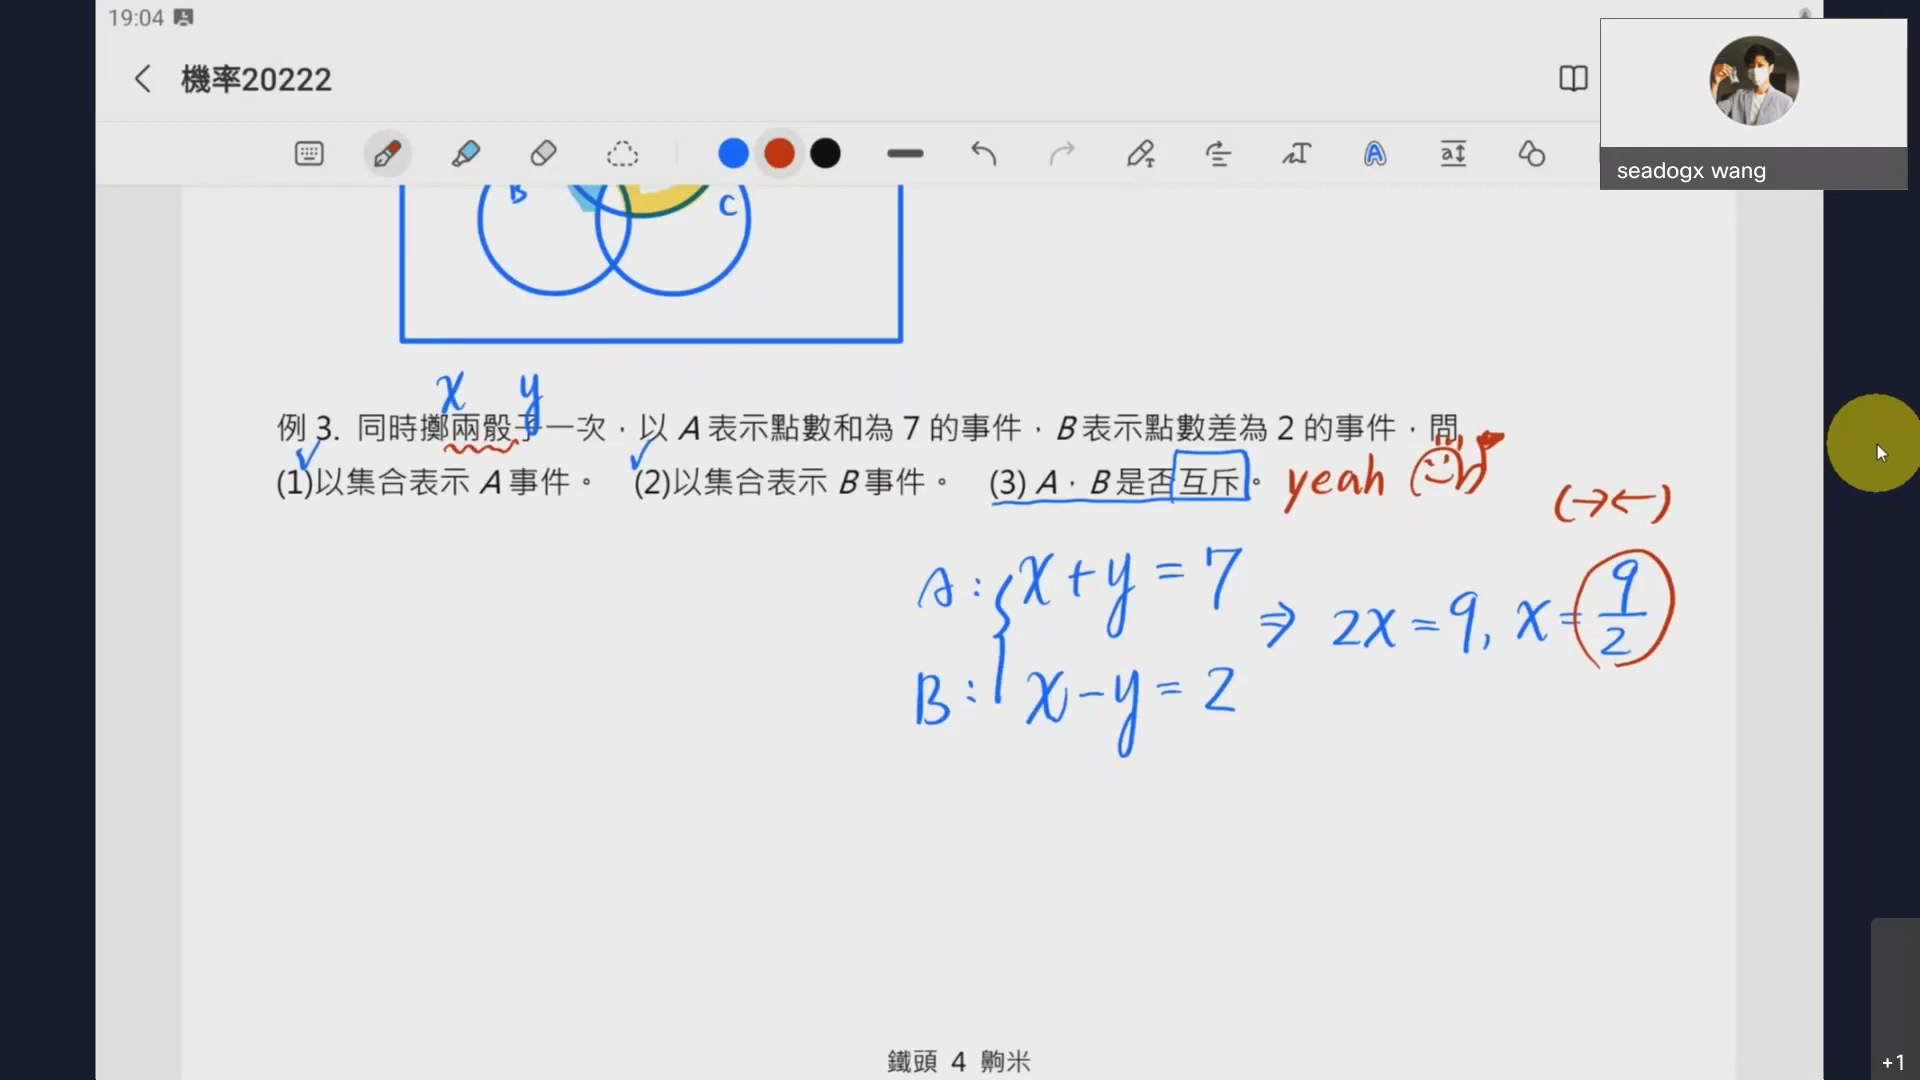 19:04
機率20222
seadogx wang
B
C
x y
例 3. 同時擲兩骰子一次，以 A 表示點數和為 7 的事件，B 表示點數差為 2 的事件，問
(1)以集合表示 A 事件。 (2)以集合表示 B 事件。 (3) A，B 是否互斥。 yeah
(→←)
A: x+y=7
⇒ 2x=9, x=9/2
B: x-y=2
鐵頭 4 齁米
+1